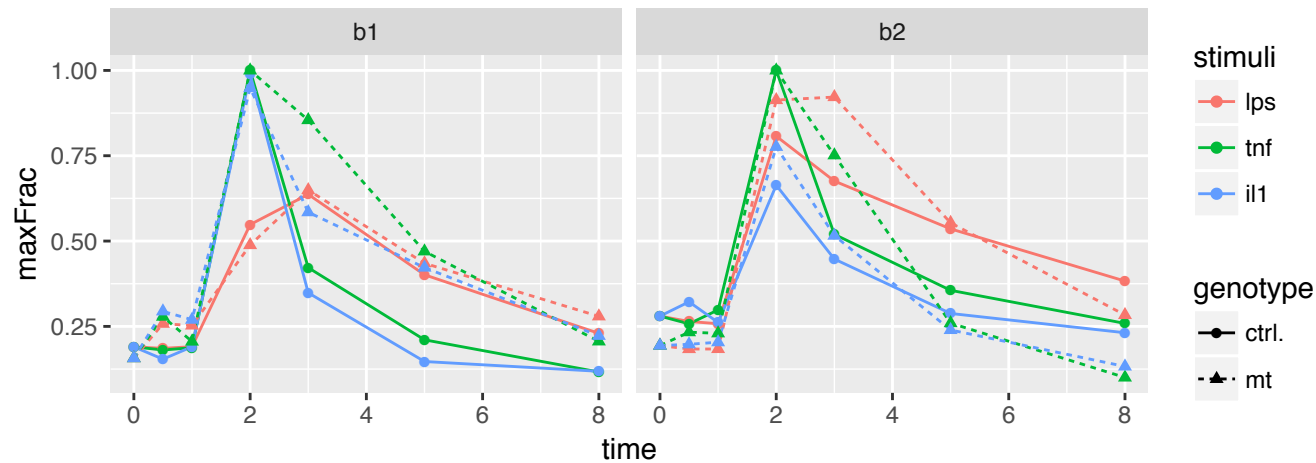 b1
b2
1.00
0.75
0.50
0.25
maxFrac
0 2 4 6 8
0 2 4 6 8
time
stimuli
lps
tnf
il1
genotype
ctrl.
mt